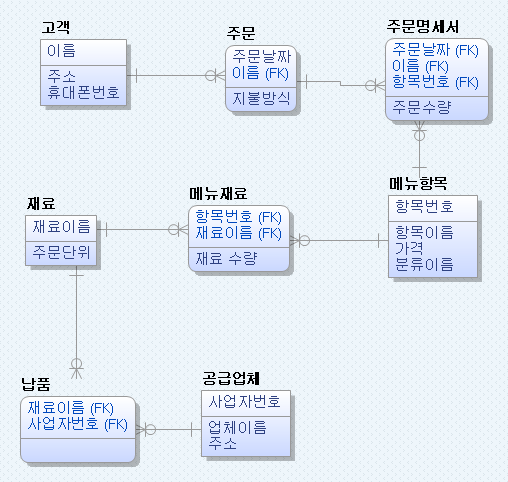 고객
이름
주소
휴대폰번호
주문
주문날짜
이름 (FK)
지불방식
주문명세서
주문날짜 (FK)
이름 (FK)
항목번호 (FK)
주문수량
재료
재료이름
주문단위
메뉴재료
항목번호 (FK)
재료이름 (FK)
재료 수량
메뉴항목
항목번호
항목이름
가격
분류이름
납품
재료이름 (FK)
사업자번호 (FK)
공급업체
사업자번호
업체이름
주소